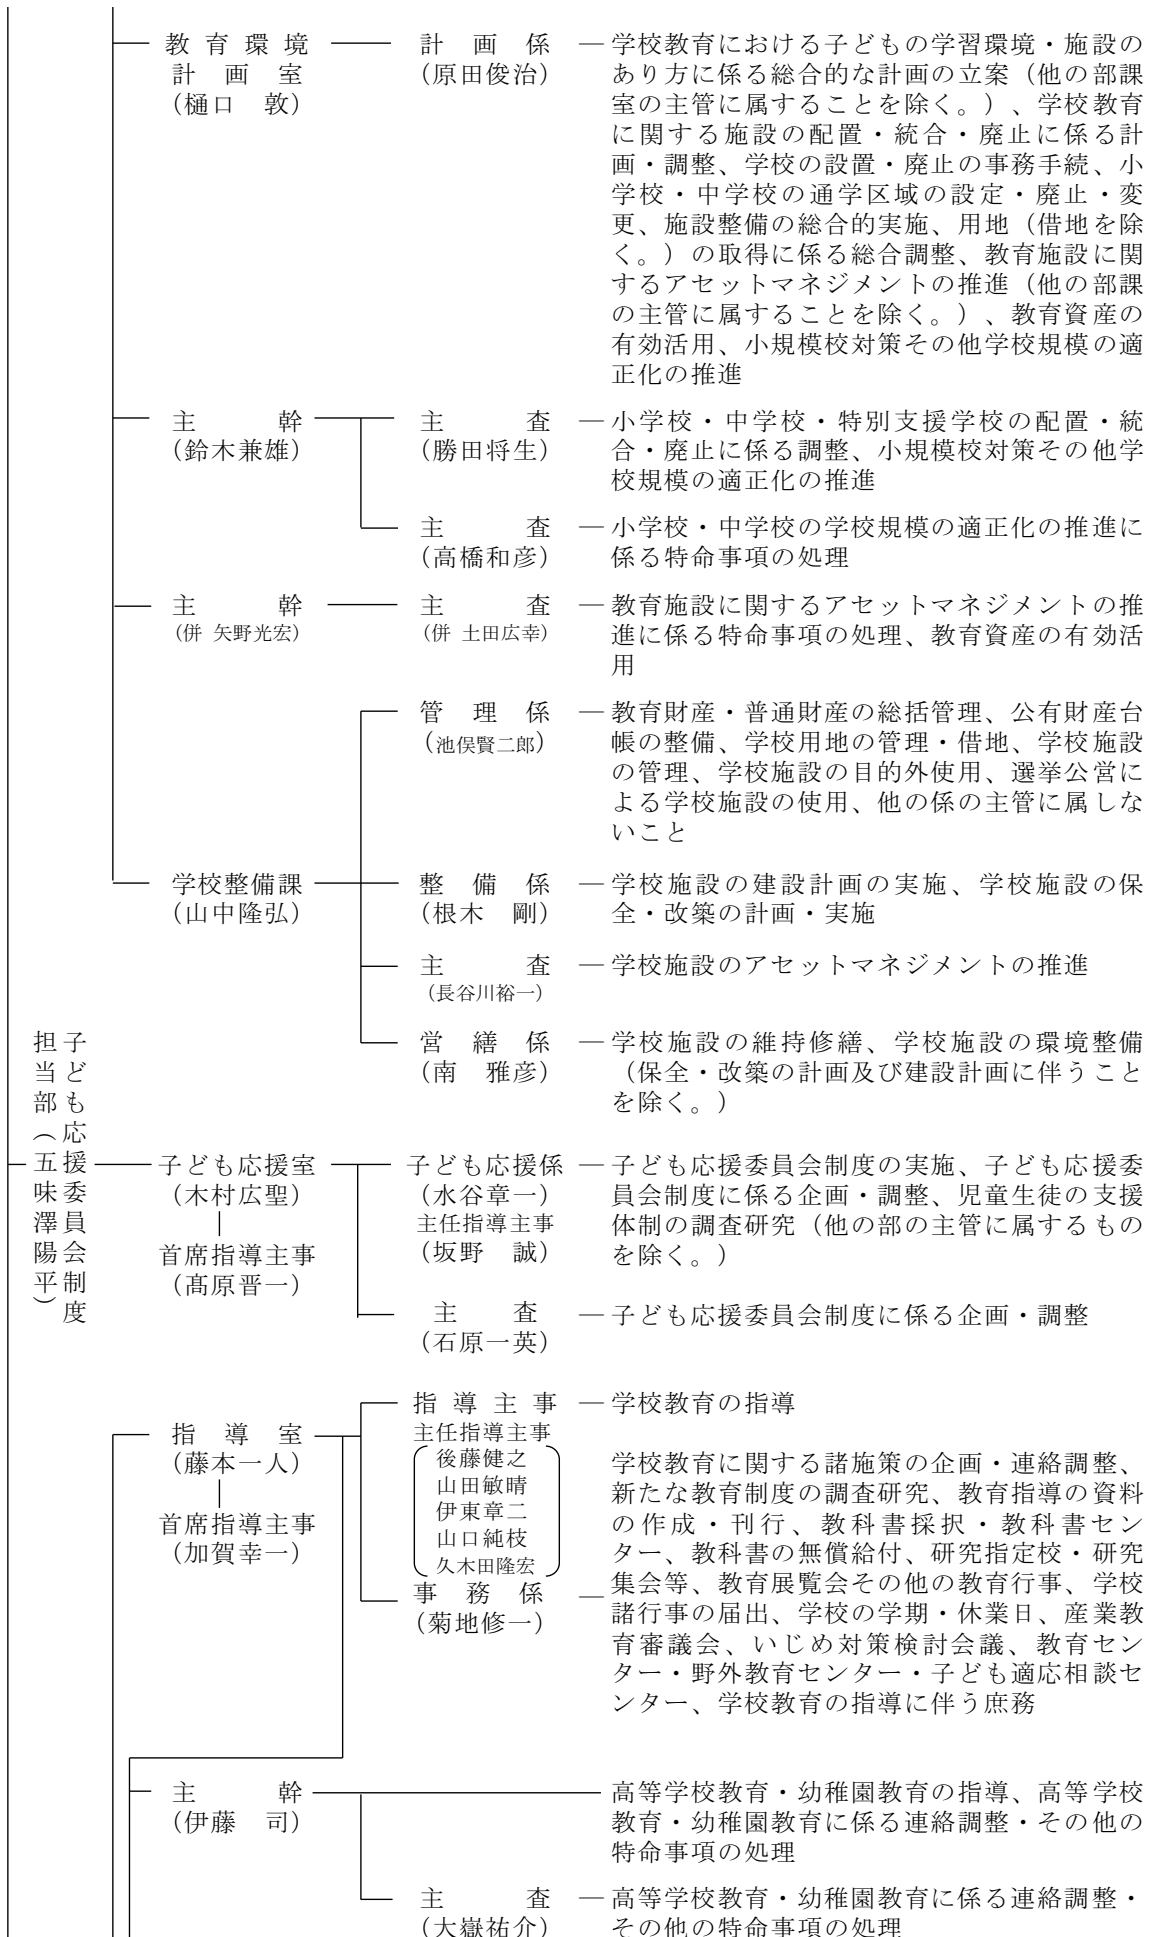 教育環境
計画室
(樋口 敦)
計画係
(原田俊治)
― 学校教育における子どもの学習環境・施設の
あり方に係る総合的な計画の立案(他の部課
室の主管に属することを除く。)、学校教育
に関する施設の配置・統合・廃止に係る計
画・調整、学校の設置・廃止の事務手続、小
学校・中学校の通学区域の設定・廃止・変
更、施設整備の総合的実施、用地(借地を除
く。)の取得に係る総合調整、教育施設に関
するアセットマネジメントの推進(他の部課
の主管に属することを除く。)、教育資産の
有効活用、小規模校対策その他学校規模の適
正化の推進
主幹
(鈴木兼雄)
主査
(勝田将生)
― 小学校・中学校・特別支援学校の配置・統
合・廃止に係る調整、小規模校対策その他学
校規模の適正化の推進
主査
(高橋和彦)
― 小学校・中学校の学校規模の適正化の推進に
係る特命事項の処理
主幹
(併 矢野光宏)
主査
(併 土田広幸)
― 教育施設に関するアセットマネジメントの推
進に係る特命事項の処理、教育資産の有効活
用
管理係
(池俣賢二郎)
― 教育財産・普通財産の総括管理、公有財産台
帳の整備、学校用地の管理・借地、学校施設
の管理、学校施設の目的外使用、選挙公営に
よる学校施設の使用、他の係の主管に属しな
いこと
学校整備課
(山中隆弘)
整備係
(根木 剛)
― 学校施設の建設計画の実施、学校施設の保
全・改築の計画・実施
主査
(長谷川裕一)
― 学校施設のアセットマネジメントの推進
営繕係
(南 雅彦)
― 学校施設の維持修繕、学校施設の環境整備
(保全・改築の計画及び建設計画に伴うこと
を除く。)
子ども応援委員会制度
担当部(五味澤陽平)
子ども応援室
(木村広聖)
首席指導主事
(髙原晋一)
子ども応援係
(水谷章一)
主任指導主事
(坂野 誠)
― 子ども応援委員会制度の実施、子ども応援委
員会制度に係る企画・調整、児童生徒の支援
体制の調査研究(他の部の主管に属するもの
を除く。)
主査
(石原一英)
― 子ども応援委員会制度に係る企画・調整
指導室
(藤本一人)
首席指導主事
(加賀幸一)
指導主事
― 学校教育の指導
主任指導主事
後藤健之
山田敏晴
伊東章二
山口純枝
久木田隆宏
事務係
(菊地修一)
― 学校教育に関する諸施策の企画・連絡調整、
新たな教育制度の調査研究、教育指導の資料
の作成・刊行、教科書採択・教科書セン
ター、教科書の無償給付、研究指定校・研究
集会等、教育展覧会その他の教育行事、学校
諸行事の届出、学校の学期・休業日、産業教
育審議会、いじめ対策検討会議、教育セン
ター・野外教育センター・子ども適応相談セ
ンター、学校教育の指導に伴う庶務
主幹
(伊藤 司)
高等学校教育・幼稚園教育の指導、高等学校
教育・幼稚園教育に係る連絡調整・その他の
特命事項の処理
主査
(大嶽祐介)
― 高等学校教育・幼稚園教育に係る連絡調整・
その他の特命事項の処理